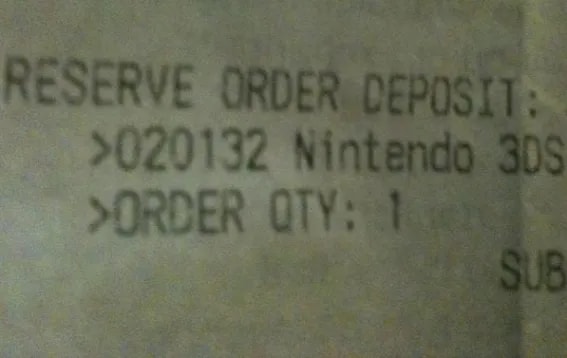 RESERVE ORDER DEPOSIT:
>020132 Nintendo 3DS
>ORDER QTY: 1
SUB